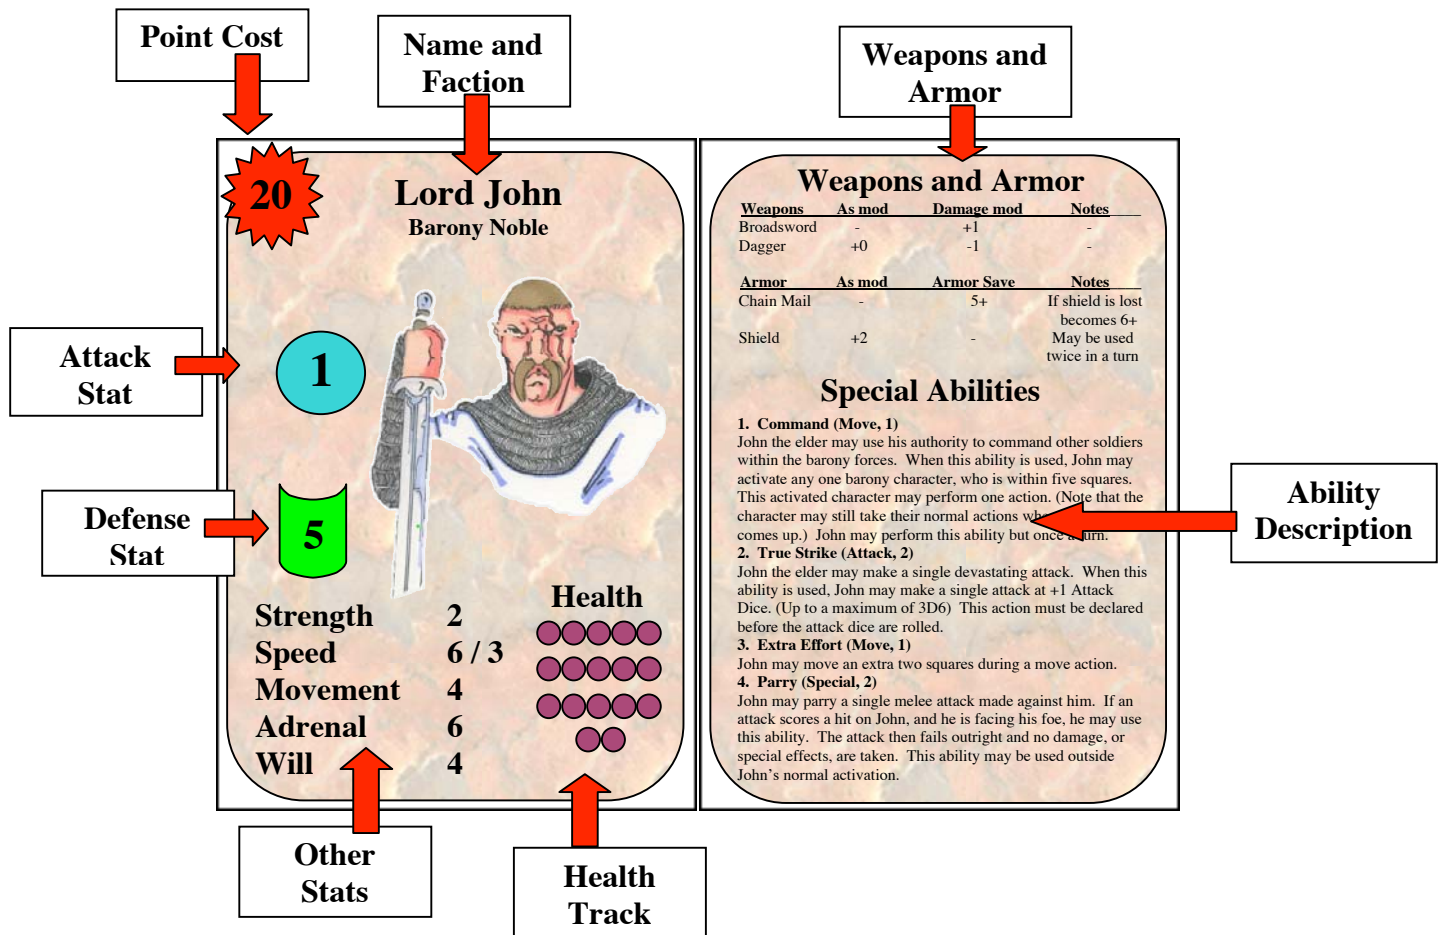 Point Cost
Name and
Faction
Weapons and
Armor
20
Lord John
Barony Noble
Attack
Stat
1
Defense
Stat
5
Strength 2
Speed 6 / 3
Movement 4
Adrenal 6
Will 4
Health
Other
Stats
Health
Track
Weapons and Armor
Weapons As mod Damage mod Notes
Broadsword - +1 -
Dagger +0 -1 -
Armor As mod Armor Save Notes
Chain Mail - 5+ If shield is lost
becomes 6+
Shield +2 - May be used
twice in a turn
Special Abilities
1. Command (Move, 1)
John the elder may use his authority to command other soldiers
within the barony forces. When this ability is used, John may
activate any one barony character, who is within five squares.
This activated character may perform one action. (Note that the
character may still take their normal actions
comes up.) John may perform this ability but once a turn.
2. True Strike (Attack, 2)
John the elder may make a single devastating attack. When this
ability is used, John may make a single attack at +1 Attack
Dice. (Up to a maximum of 3D6) This action must be declared
before the attack dice are rolled.
3. Extra Effort (Move, 1)
John may move an extra two squares during a move action.
4. Parry (Special, 2)
John may parry a single melee attack made against him. If an
attack scores a hit on John, and he is facing his foe, he may use
this ability. The attack then fails outright and no damage, or
special effects, are taken. This ability may be used outside
John's normal activation.
Ability
Description